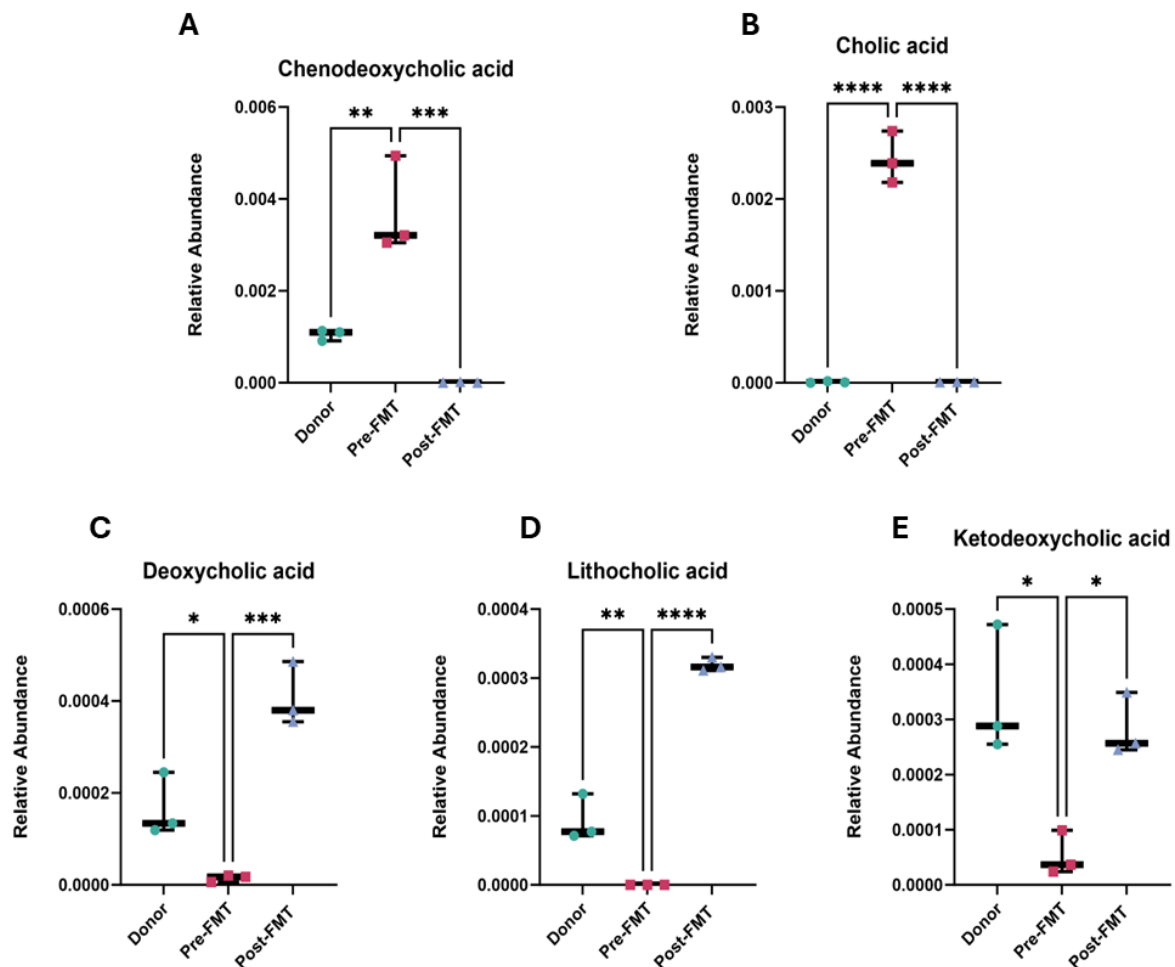 A
Chenodeoxycholic acid
** ***
0.006
0.004
0.002
0.000
Relative Abundance
Donor
Pre-FMT
Post-FMT
B
Cholic acid
**** ****
0.003
0.002
0.001
0.000
Relative Abundance
Donor
Pre-FMT
Post-FMT
C
Deoxycholic acid
* ***
0.0006
0.0004
0.0002
0.0000
Relative Abundance
Donor
Pre-FMT
Post-FMT
D
Lithocholic acid
** ****
0.0004
0.0003
0.0002
0.0001
0.0000
Relative Abundance
Donor
Pre-FMT
Post-FMT
E
Ketodeoxycholic acid
* *
0.0005
0.0004
0.0003
0.0002
0.0001
0.0000
Relative Abundance
Donor
Pre-FMT
Post-FMT